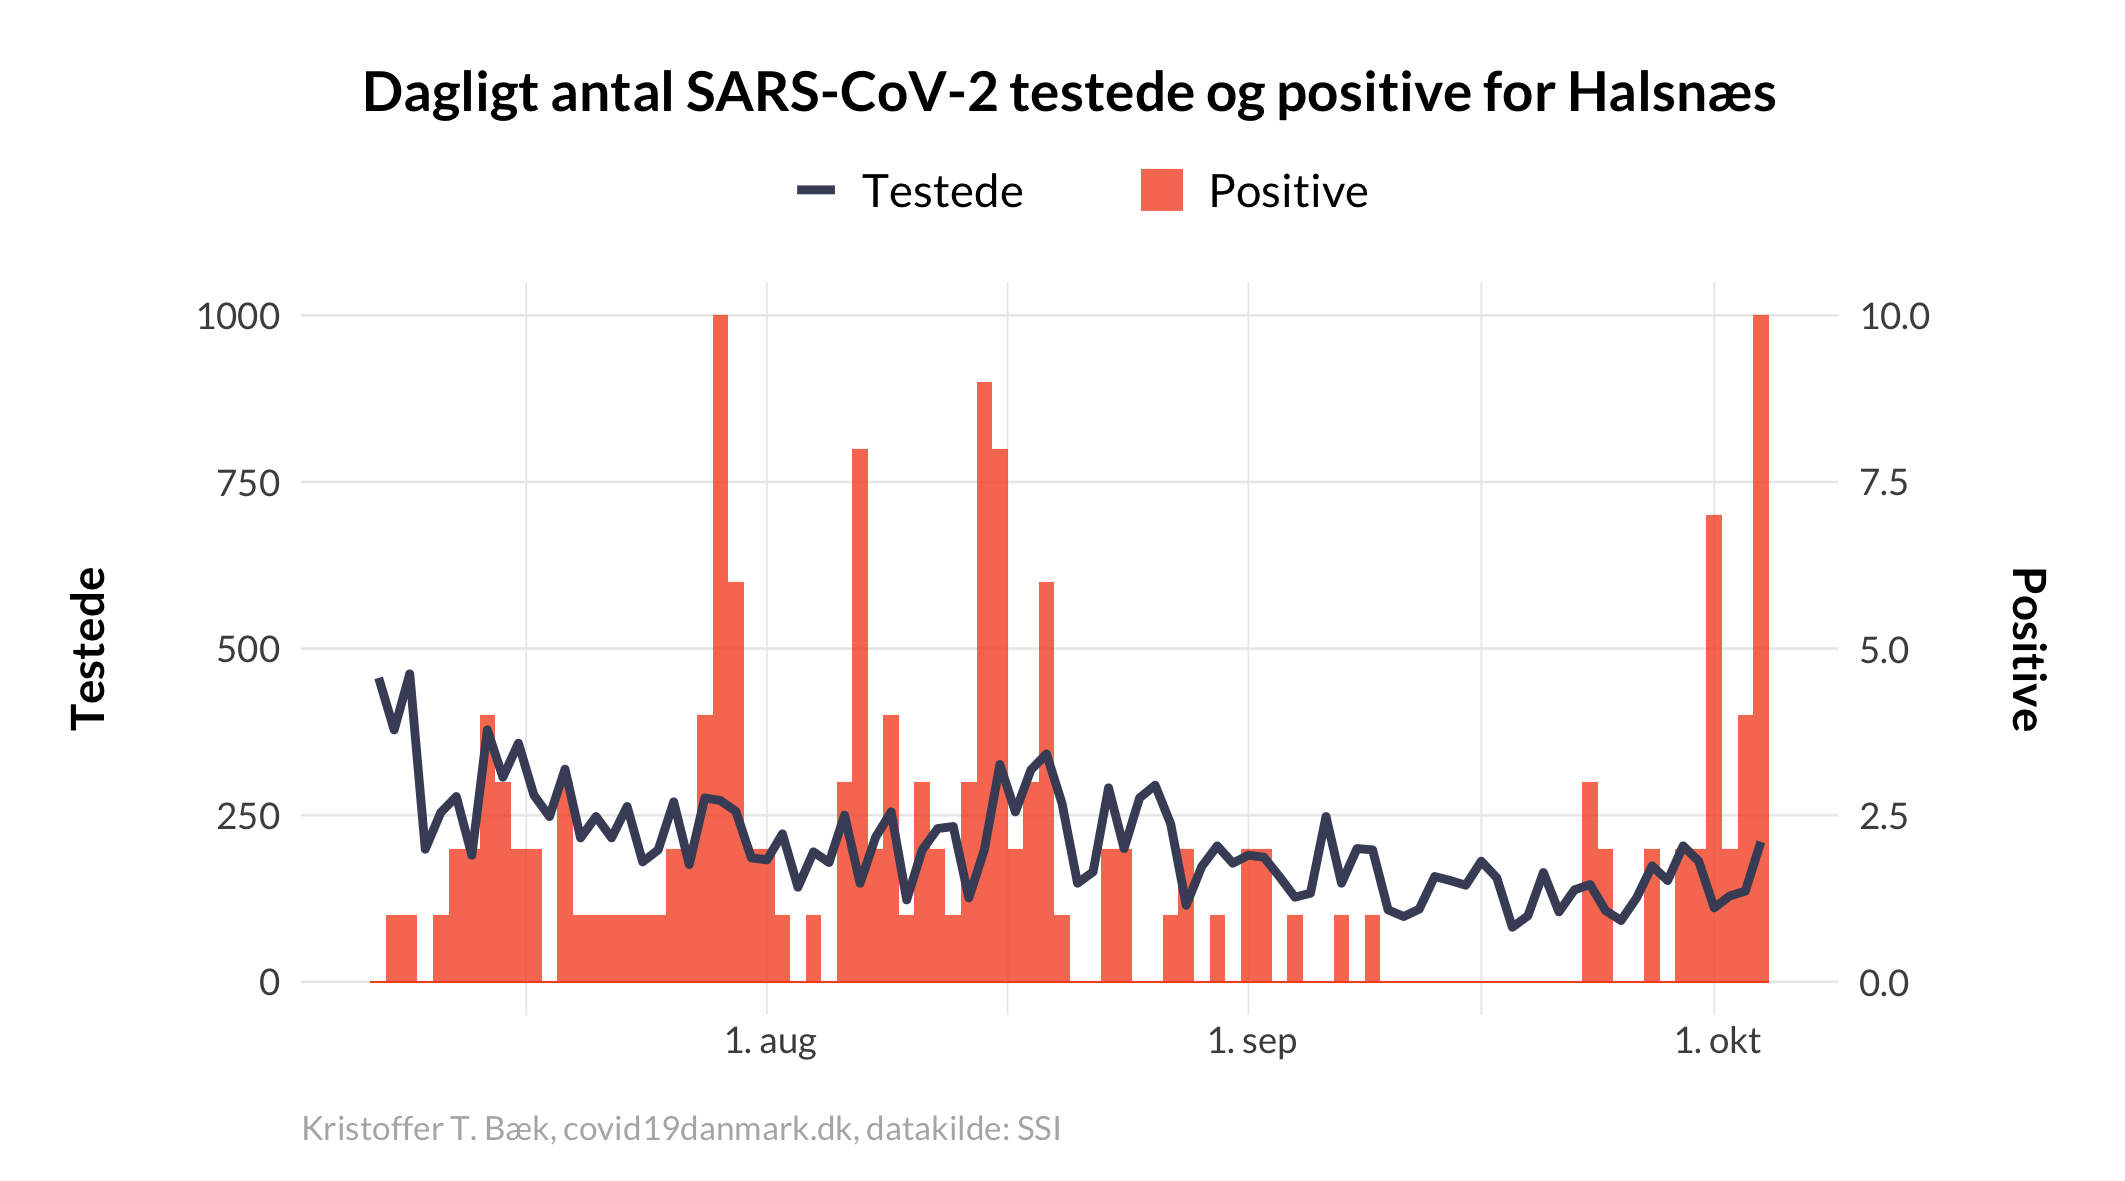 Dagligt antal SARS-CoV-2 testede og positive for Halsnæs
Testede
Positive
1000
750
500
250
0
10.0
7.5
5.0
2.5
0.0
Testede
Positive
1. aug
1. sep
1. okt
Kristoffer T. Bæk, covid19danmark.dk, datakilde: SSI